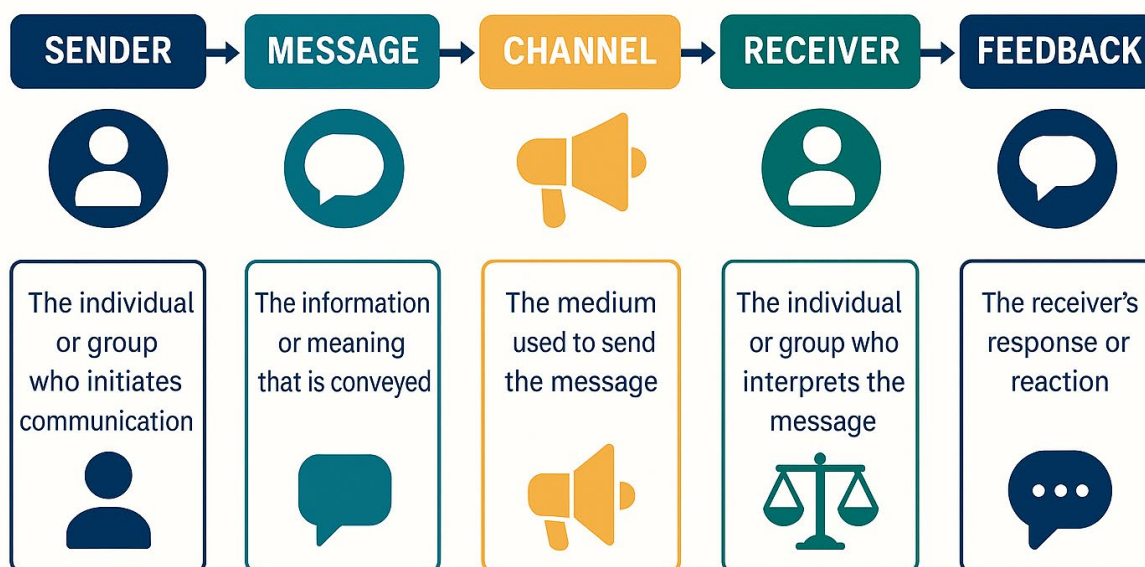 SENDER
MESSAGE
CHANNEL
RECEIVER
FEEDBACK
The individual
or group
who initiates
communication
The information
or meaning
that is conveyed
The medium
used to send
the message
The individual
or group who
interprets the
message
The receiver’s
response or
reaction